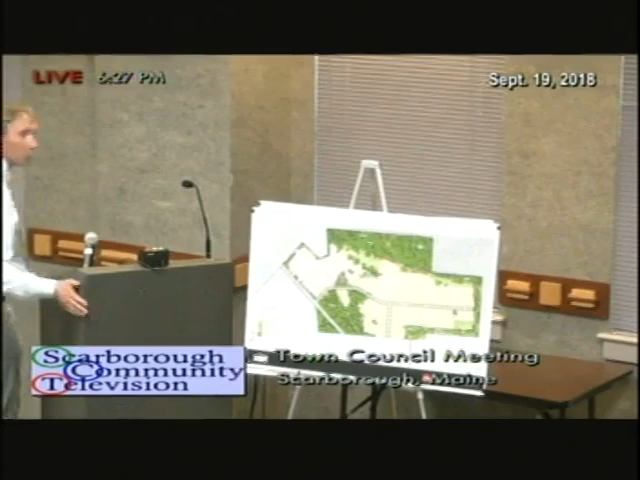 LIVE 6:27 PM
Sept. 19, 2018
Scarborough
Community
Television
Town Council Meeting
Scarborough, Maine